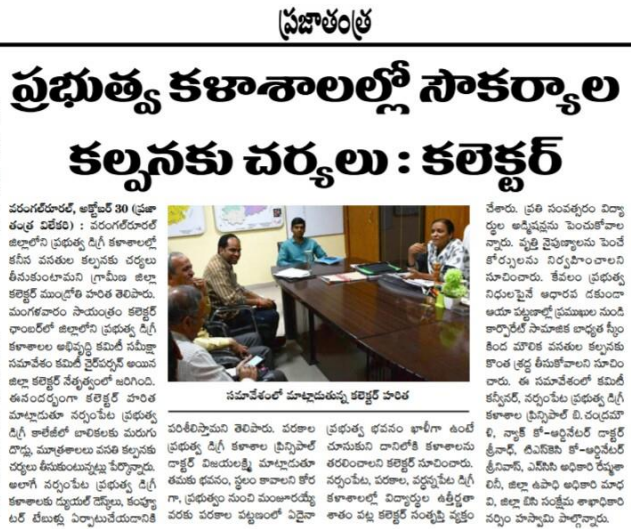 ప్రజాతంత్ర
ప్రభుత్వ కళాశాలల్లో సౌకర్యాల
కల్పనకు చర్యలు : కలెక్టర్
వరంగల్‌రూరల్, అక్టోబర్ 30 (ప్రజా
తంత్ర విలేకరి) : వరంగల్‌రూరల్
జిల్లాలోని ప్రభుత్వ డిగ్రీ కళాశాలల్లో
కనీస వసతుల కల్పనకు చర్యలు
తీసుకుంటామని గ్రామీణ జిల్లా
కలెక్టర్ ముండ్రోతి హరిత తెలిపారు.
మంగళవారం సాయంత్రం కలెక్టర్
ఛాంబర్‌లో జిల్లాలోని ప్రభుత్వ డిగ్రీ
కళాశాలల అభివృద్ధి కమిటీ సమీక్షా
సమావేశం కమిటీ చైర్‌పర్సన్ అయిన
జిల్లా కలెక్టర్ నేతృత్వంలో జరిగింది.
ఈసందర్భంగా కలెక్టర్ హరిత
మాట్లాడుతూ నర్సంపేట ప్రభుత్వ
డిగ్రీ కాలేజీలో బాలికలకు మరుగు
దొడ్లు, మూత్రశాలలు వసతి కల్పనకు
చర్యలు తీసుకుంటున్నట్లు పేర్కొన్నారు.
అలాగే నర్సంపేట ప్రభుత్వ డిగ్రీ
కళాశాలకు డ్యుయల్ డెస్క్‌లు, కంప్యూ
టర్ టేబుళ్లు ఏర్పాటుచేయడానికి
సమావేశంలో మాట్లాడుతున్న కలెక్టర్ హరిత
పరిశీలిస్తామని తెలిపారు. పరకాల
ప్రభుత్వ డిగ్రీ కళాశాల ప్రిన్సిపాల్
డాక్టర్ విజయలక్ష్మి మాట్లాడుతూ
తమకు భవనం, స్థలం కావాలని కోర
గా, ప్రభుత్వం నుంచి మంజూరయ్యే
వరకు పరకాల పట్టణంలో ఏదైనా
ప్రభుత్వ భవనం ఖాళీగా ఉంటే
చూసుకుని దానిలోకి కళాశాలను
తరలించాలని కలెక్టర్ సూచించారు.
నర్సంపేట, పరకాల, వర్ధన్నపేట డిగ్రీ
కళాశాలల్లో విద్యార్థుల ఉత్తీర్ణతా
శాతం పట్ల కలెక్టర్ సంతృప్తి వ్యక్తం
చేశారు. ప్రతి సంవత్సరం విద్యా
ర్థుల అడ్మిషన్లను పెంచుకోవాల
న్నారు. వృత్తి నైపుణ్యాలను పెంచే
కోర్సులను నిర్వహించాలని
సూచించారు. కేవలం ప్రభుత్వ
నిధులపైనే ఆధారప డకుండా
ఆయా పట్టణాల్లో ప్రముఖుల నుండి
కార్పొరేట్ సామాజిక బాధ్యత స్కీం
కింద మౌలిక వసతుల కల్పనకు
కొంత శ్రద్ధ తీసుకోవాలని సూచిం
చారు. ఈ సమావేశంలో కమిటీ
కన్వీనర్, నర్సంపేట ప్రభుత్వ డిగ్రీ
కళాశాల ప్రిన్సిపాల్ బి.చంద్రమౌ
ళి, న్యాక్ కో-ఆర్డినేటర్ డాక్టర్
శ్రీనాథ్, టిఎస్‌కెసి కో-ఆర్డినేటర్
శ్రీనివాస్, ఎన్‌సిసి అధికారి రేష్మశా
లినీ, జిల్లా ఉపాధి అధికారి మాధ
వి, జిల్లా బిసి సంక్షేమ శాఖాధికారి
నర్సింహస్వామి పాల్గొన్నారు.